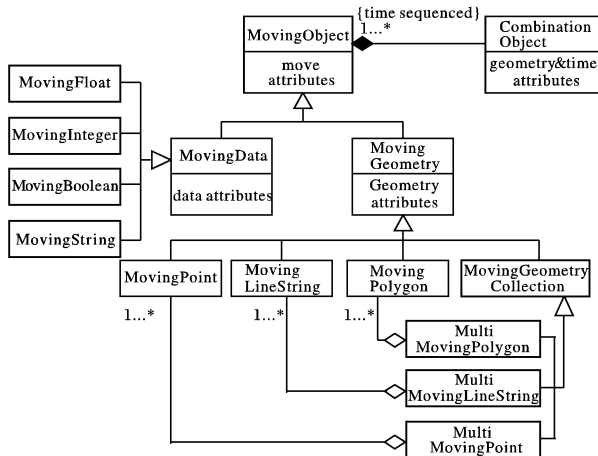 {time sequenced}
MovingObject
1...*
Combination
Object
move
attributes
geometry&time
attributes
MovingFloat
MovingInteger
MovingBoolean
MovingString
MovingData
data attributes
Moving
Geometry
Geometry
attributes
MovingPoint
Moving
LineString
Moving
Polygon
MovingGeometry
Collection
1...*
1...*
1...*
Multi
MovingPolygon
Multi
MovingLineString
Multi
MovingPoint